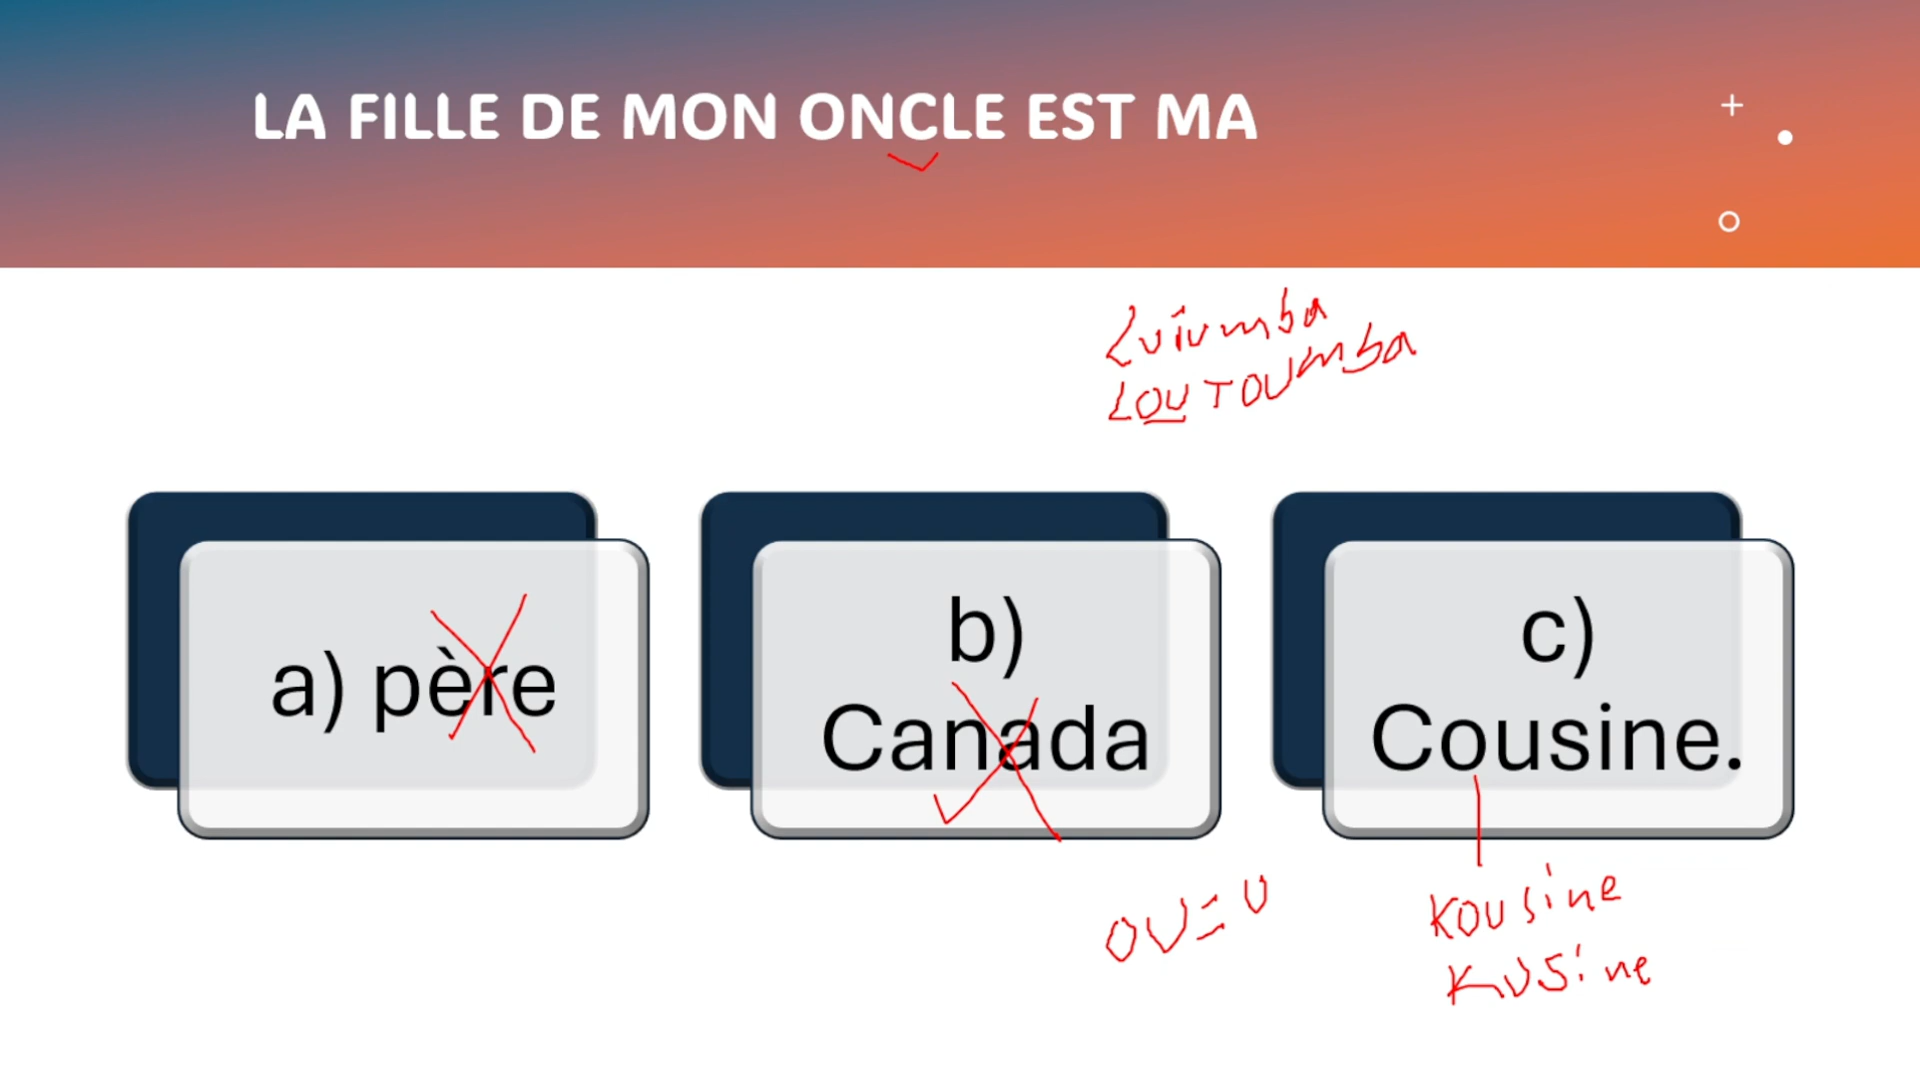 LA FILLE DE MON ONCLE EST MA
Lutumba
LOUTOUmba
a) père
b)
Canada
c)
Cousine.
OU = U
Kousine
Kusine